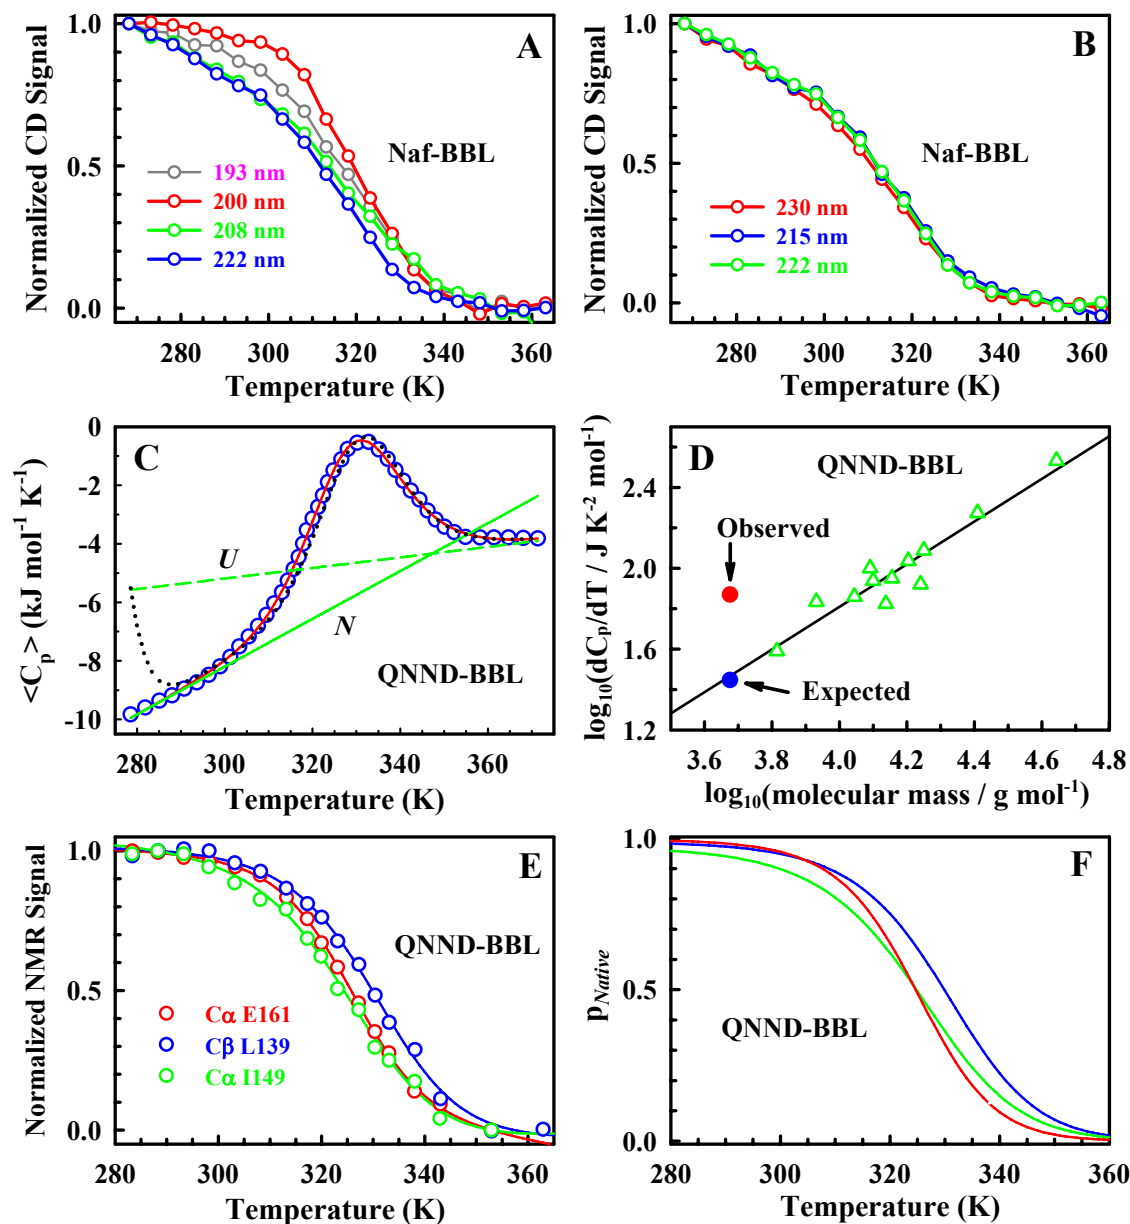 A
Normalized CD Signal
1.0
0.5
0.0
Naf-BBL
193 nm
200 nm
208 nm
222 nm
280 300 320 340 360
Temperature (K)
B
Normalized CD Signal
1.0
0.5
0.0
Naf-BBL
230 nm
215 nm
222 nm
280 300 320 340 360
Temperature (K)
C
<Cp> (kJ mol⁻¹ K⁻¹)
0
-2
-4
-6
-8
-10
U
N
QNND-BBL
280 300 320 340 360
Temperature (K)
D
QNND-BBL
log₁₀(dCp/dT / J K⁻² mol⁻¹)
2.4
2.0
1.6
1.2
Observed
Expected
3.6 3.8 4.0 4.2 4.4 4.6 4.8
log₁₀(molecular mass / g mol⁻¹)
E
Normalized NMR Signal
1.0
0.5
0.0
QNND-BBL
Cα E161
Cβ L139
Cα I149
280 300 320 340 360
Temperature (K)
F
pNative
1.0
0.5
0.0
QNND-BBL
280 300 320 340 360
Temperature (K)